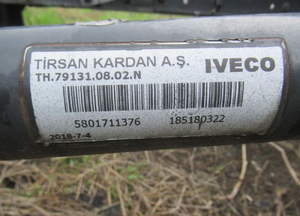 TİRSAN KARDAN A.Ş. IVECO
TH.79131.08.02.N
5801711376 185180322
2018-7-4